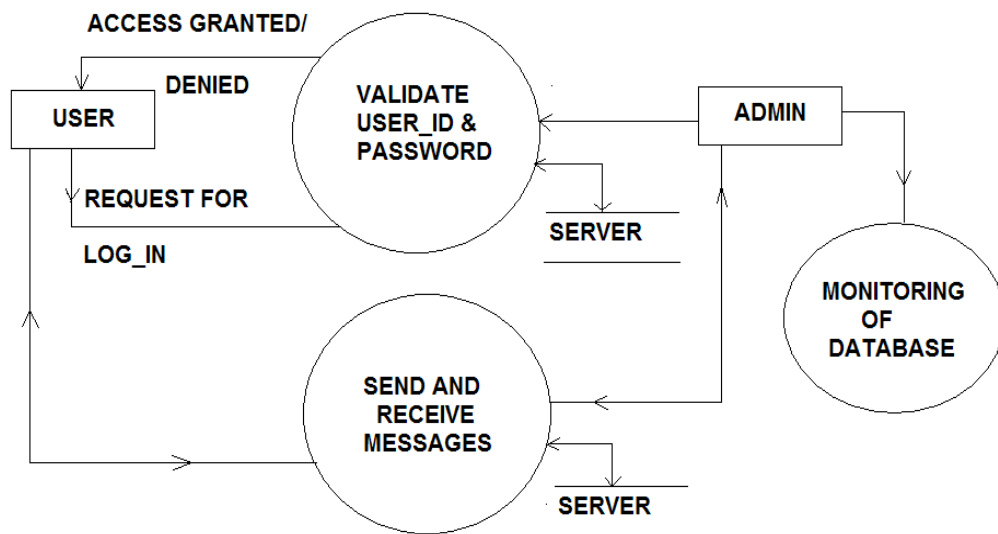 ACCESS GRANTED/
DENIED
USER
VALIDATE
USER_ID &
PASSWORD
ADMIN
REQUEST FOR
LOG_IN
SERVER
MONITORING
OF
DATABASE
SEND AND
RECEIVE
MESSAGES
SERVER